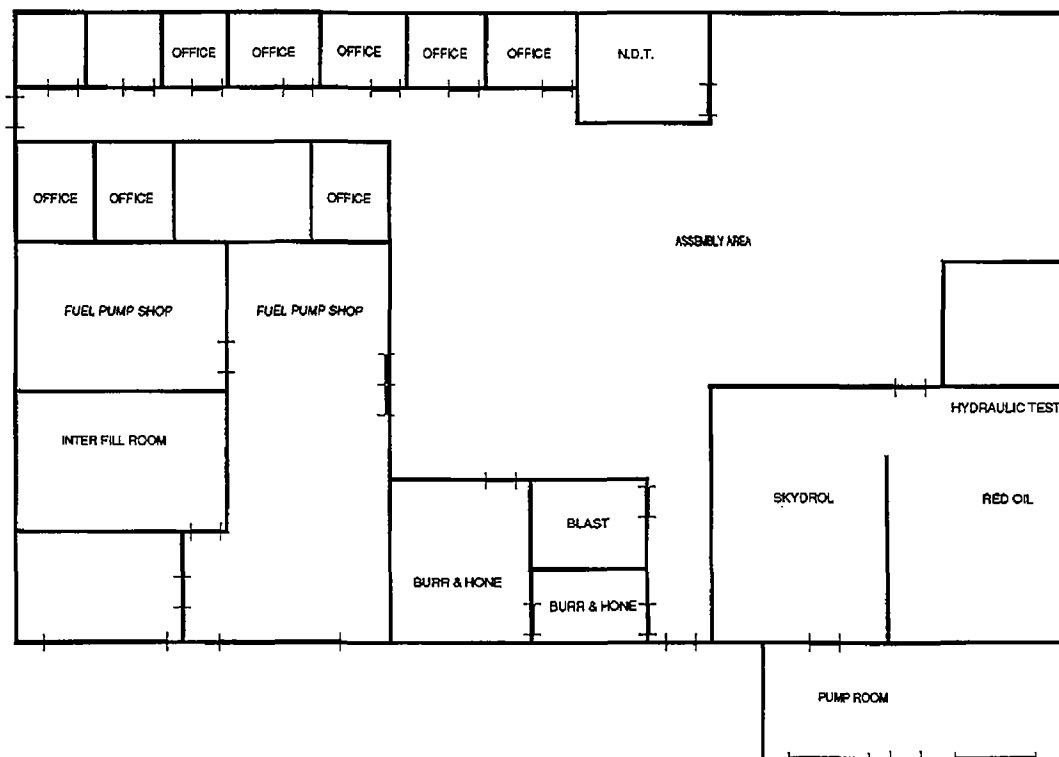 OFFICE
OFFICE
OFFICE
OFFICE
OFFICE
N.D.T.
OFFICE
OFFICE
OFFICE
ASSEMBLY AREA
FUEL PUMP SHOP
FUEL PUMP SHOP
HYDRAULIC TEST
INTER FILL ROOM
SKYDROL
RED OIL
BLAST
BURR & HONE
BURR & HONE
PUMP ROOM